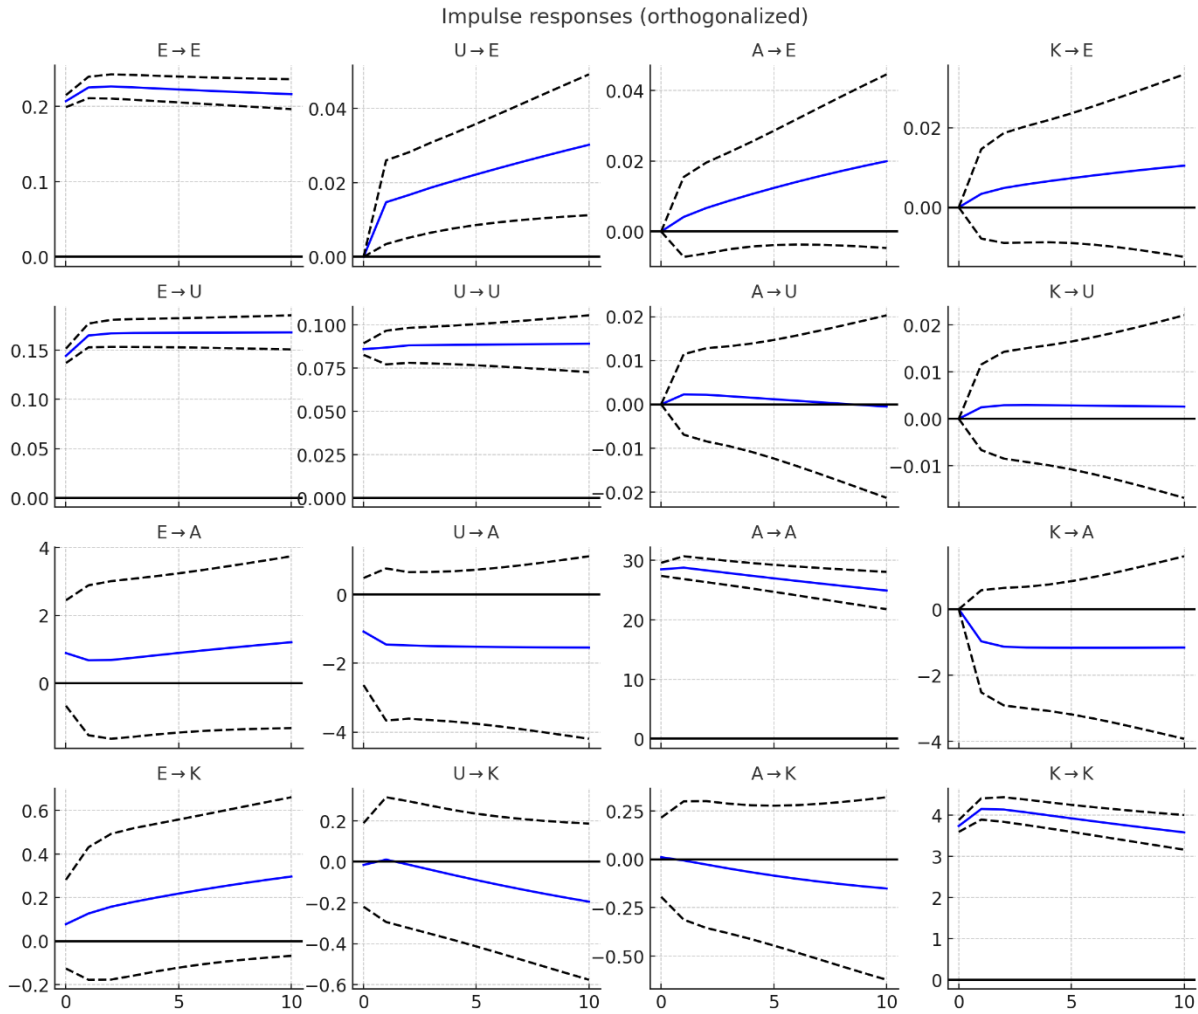 Impulse responses (orthogonalized)
E → E
U → E
A → E
K → E
0.2
0.1
0.0
0.04
0.02
0.00
0.04
0.02
0.00
0.02
0.00
E → U
U → U
A → U
K → U
0.15
0.10
0.05
0.00
0.100
0.075
0.050
0.025
0.000
0.02
0.01
0.00
−0.01
−0.02
0.02
0.01
0.00
−0.01
E → A
U → A
A → A
K → A
4
2
0
0
−2
−4
30
20
10
0
0
−2
−4
E → K
U → K
A → K
K → K
0.6
0.4
0.2
0.0
−0.2
0.2
0.0
−0.2
−0.4
−0.6
0.25
0.00
−0.25
−0.50
4
3
2
1
0
0 5 10
0 5 10
0 5 10
0 5 10